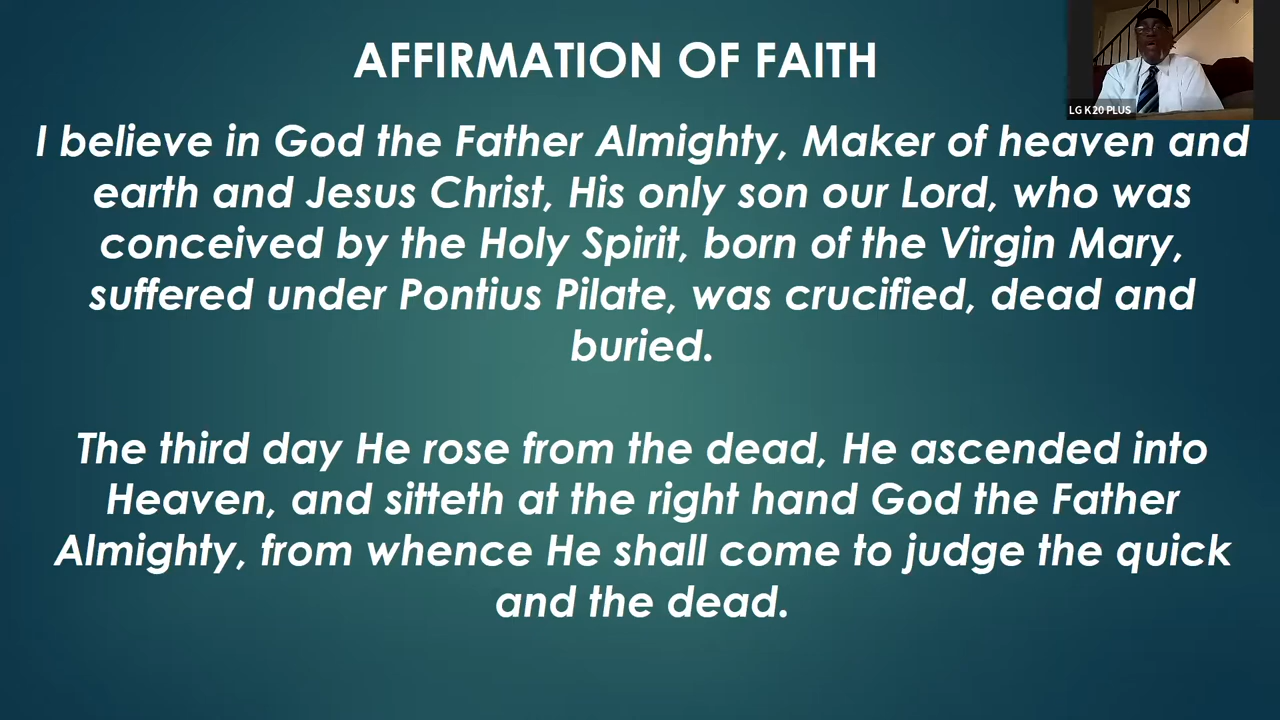 AFFIRMATION OF FAITH
LG K20 PLUS
I believe in God the Father Almighty, Maker of heaven and
earth and Jesus Christ, His only son our Lord, who was
conceived by the Holy Spirit, born of the Virgin Mary,
suffered under Pontius Pilate, was crucified, dead and
buried.
The third day He rose from the dead, He ascended into
Heaven, and sitteth at the right hand God the Father
Almighty, from whence He shall come to judge the quick
and the dead.